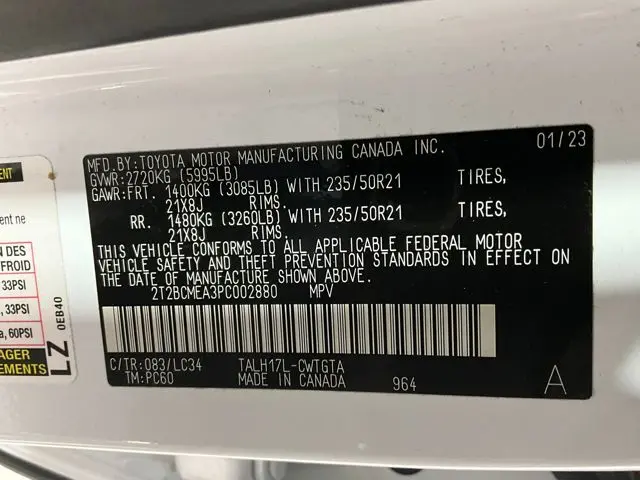 MFD.BY:TOYOTA MOTOR MANUFACTURING CANADA INC. 01/23
GVWR:2720KG (5995LB)
GAWR:FRT. 1400KG (3085LB) WITH 235/50R21 TIRES,
21X8J RIMS.
RR. 1480KG (3260LB) WITH 235/50R21 TIRES,
21X8J RIMS.
THIS VEHICLE CONFORMS TO ALL APPLICABLE FEDERAL MOTOR
VEHICLE SAFETY AND THEFT PREVENTION STANDARDS IN EFFECT ON
THE DATE OF MANUFACTURE SHOWN ABOVE.
2T2BCMEA3PC002880 MPV
C/TR:083/LC34 TALH17L-CWTGTA
TM:PC60 MADE IN CANADA 964 A
ent ne
DES
FROID
33PSI
, 33PSI
a, 60PSI
LZ 0EB40